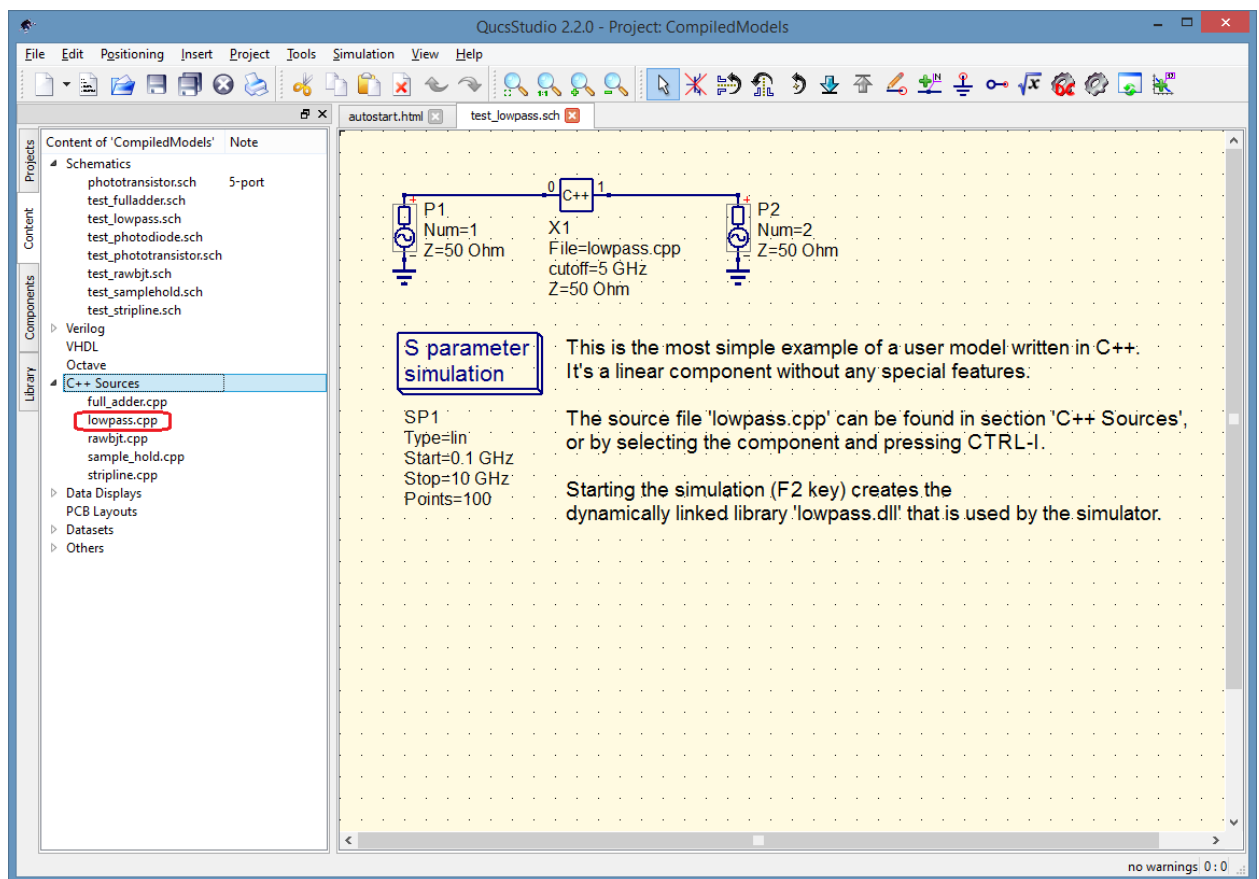 QucsStudio 2.2.0 - Project: CompiledModels
File Edit Positioning Insert Project Tools Simulation View Help
autostart.html test_lowpass.sch
Projects
Content
Components
Library
Content of 'CompiledModels' Note
Schematics
phototransistor.sch 5-port
test_fulladder.sch
test_lowpass.sch
test_photodiode.sch
test_phototransistor.sch
test_rawbjt.sch
test_samplehold.sch
test_stripline.sch
Verilog
VHDL
Octave
C++ Sources
full_adder.cpp
lowpass.cpp
rawbjt.cpp
sample_hold.cpp
stripline.cpp
Data Displays
PCB Layouts
Datasets
Others
0 C++ 1
P1
Num=1
Z=50 Ohm
X1
File=lowpass.cpp
cutoff=5 GHz
Z=50 Ohm
P2
Num=2
Z=50 Ohm
S parameter
simulation
SP1
Type=lin
Start=0.1 GHz
Stop=10 GHz
Points=100
This is the most simple example of a user model written in C++.
It's a linear component without any special features.
The source file 'lowpass.cpp' can be found in section 'C++ Sources',
or by selecting the component and pressing CTRL-I.
Starting the simulation (F2 key) creates the
dynamically linked library 'lowpass.dll' that is used by the simulator.
no warnings 0 : 0